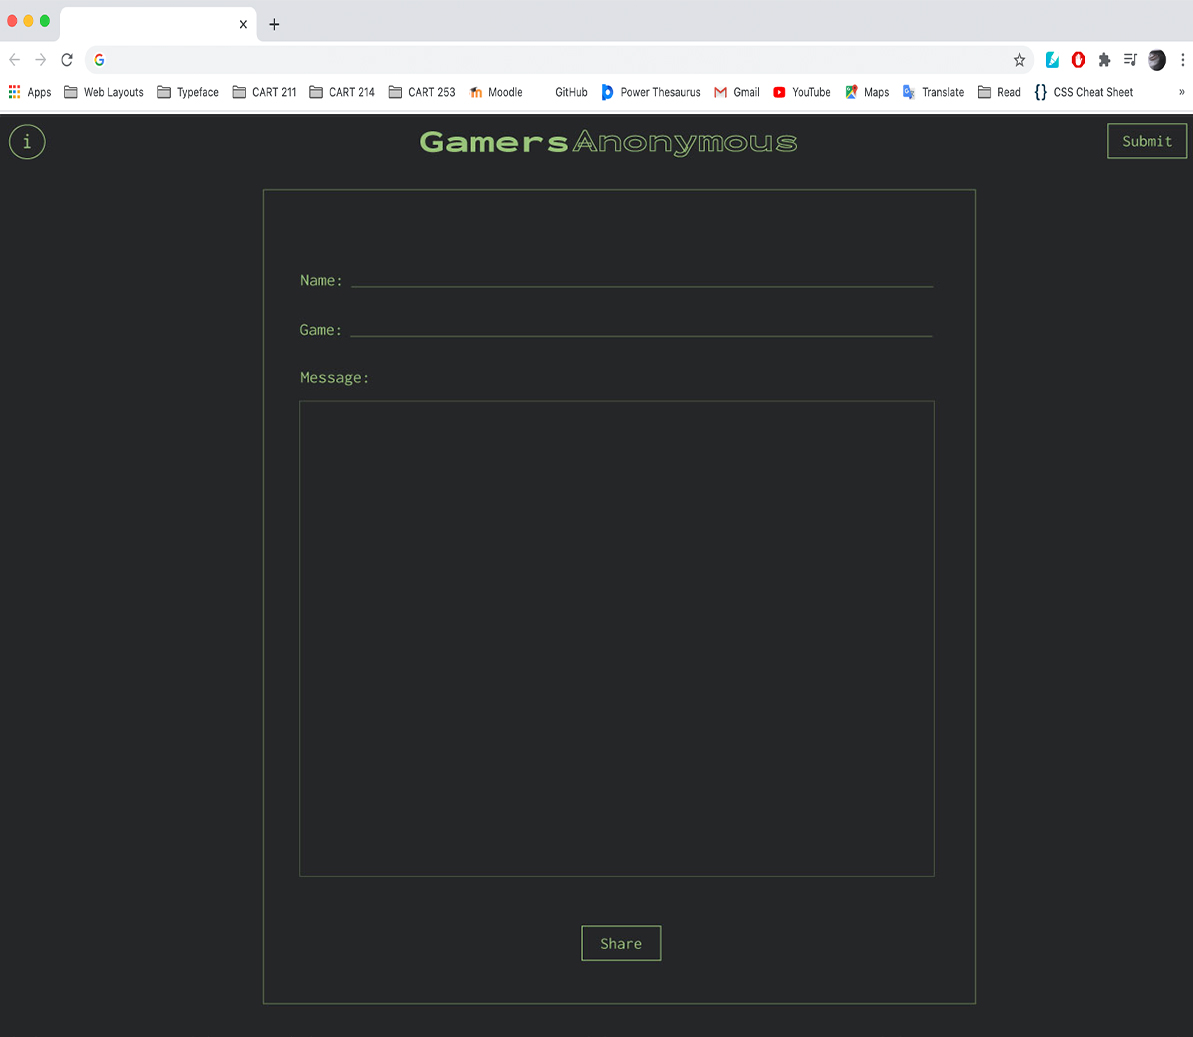 Apps Web Layouts Typeface CART 211 CART 214 CART 253 Moodle GitHub Power Thesaurus Gmail YouTube Maps Translate Read {} CSS Cheat Sheet »
i GamersAnonymous Submit
Name:
Game:
Message:
Share